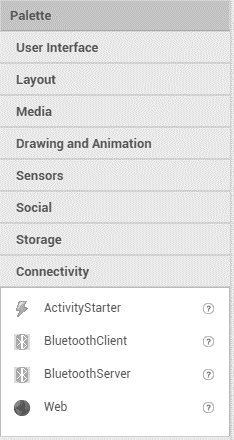 Palette
User Interface
Layout
Media
Drawing and Animation
Sensors
Social
Storage
Connectivity
ActivityStarter ?
BluetoothClient ?
BluetoothServer ?
Web ?